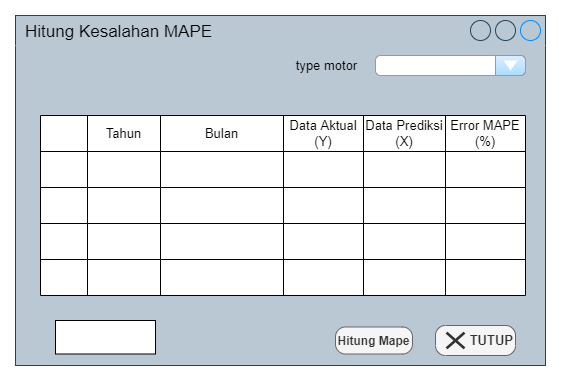 Hitung Kesalahan MAPE
type motor
Tahun
Bulan
Data Aktual
(Y)
Data Prediksi
(X)
Error MAPE
(%)
Hitung Mape
TUTUP